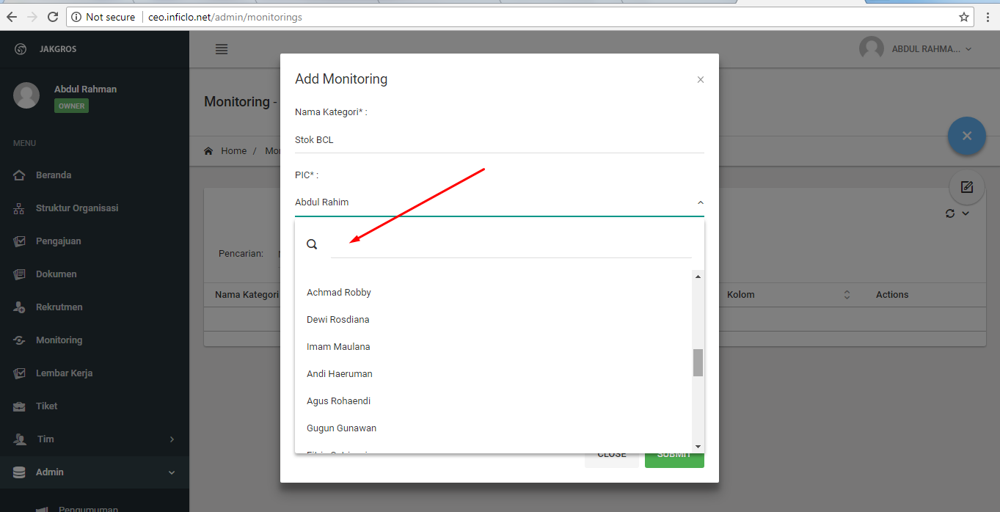 Not secure
ceo.inficlo.net/admin/monitorings
JAKGROS
ABDUL RAHMA...
Abdul Rahman
OWNER
MENU
Beranda
Struktur Organisasi
Pengajuan
Dokumen
Rekrutmen
Monitoring
Lembar Kerja
Tiket
Tim
Admin
Pengumuman
Monitoring -
Home / Mo
Pencarian:
Nama Kategori
Kolom
Actions
Add Monitoring
×
Nama Kategori* :
Stok BCL
PIC* :
Abdul Rahim
Achmad Robby
Dewi Rosdiana
Imam Maulana
Andi Haeruman
Agus Rohaendi
Gugun Gunawan
CLOSE
SUBMIT